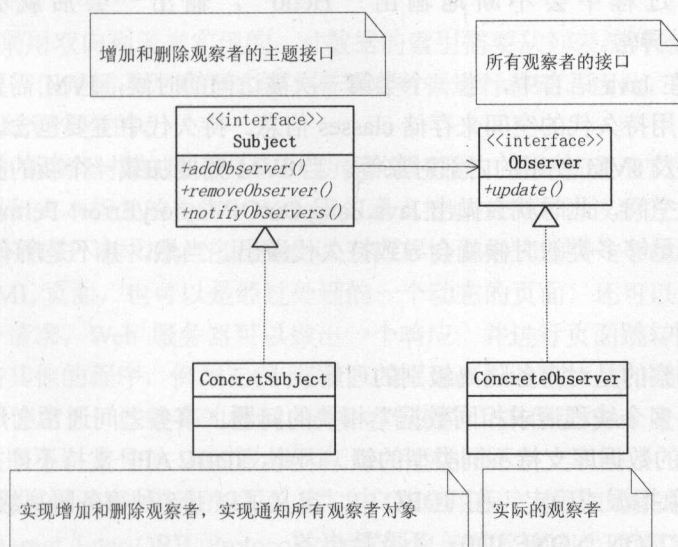 增加和删除观察者的主题接口
所有观察者的接口
<<interface>>
Subject
+addObserver()
+removeObserver()
+notifyObservers()
<<interface>>
Observer
+update()
ConcretSubject
ConcreteObserver
实现增加和删除观察者，实现通知所有观察者对象
实际的观察者